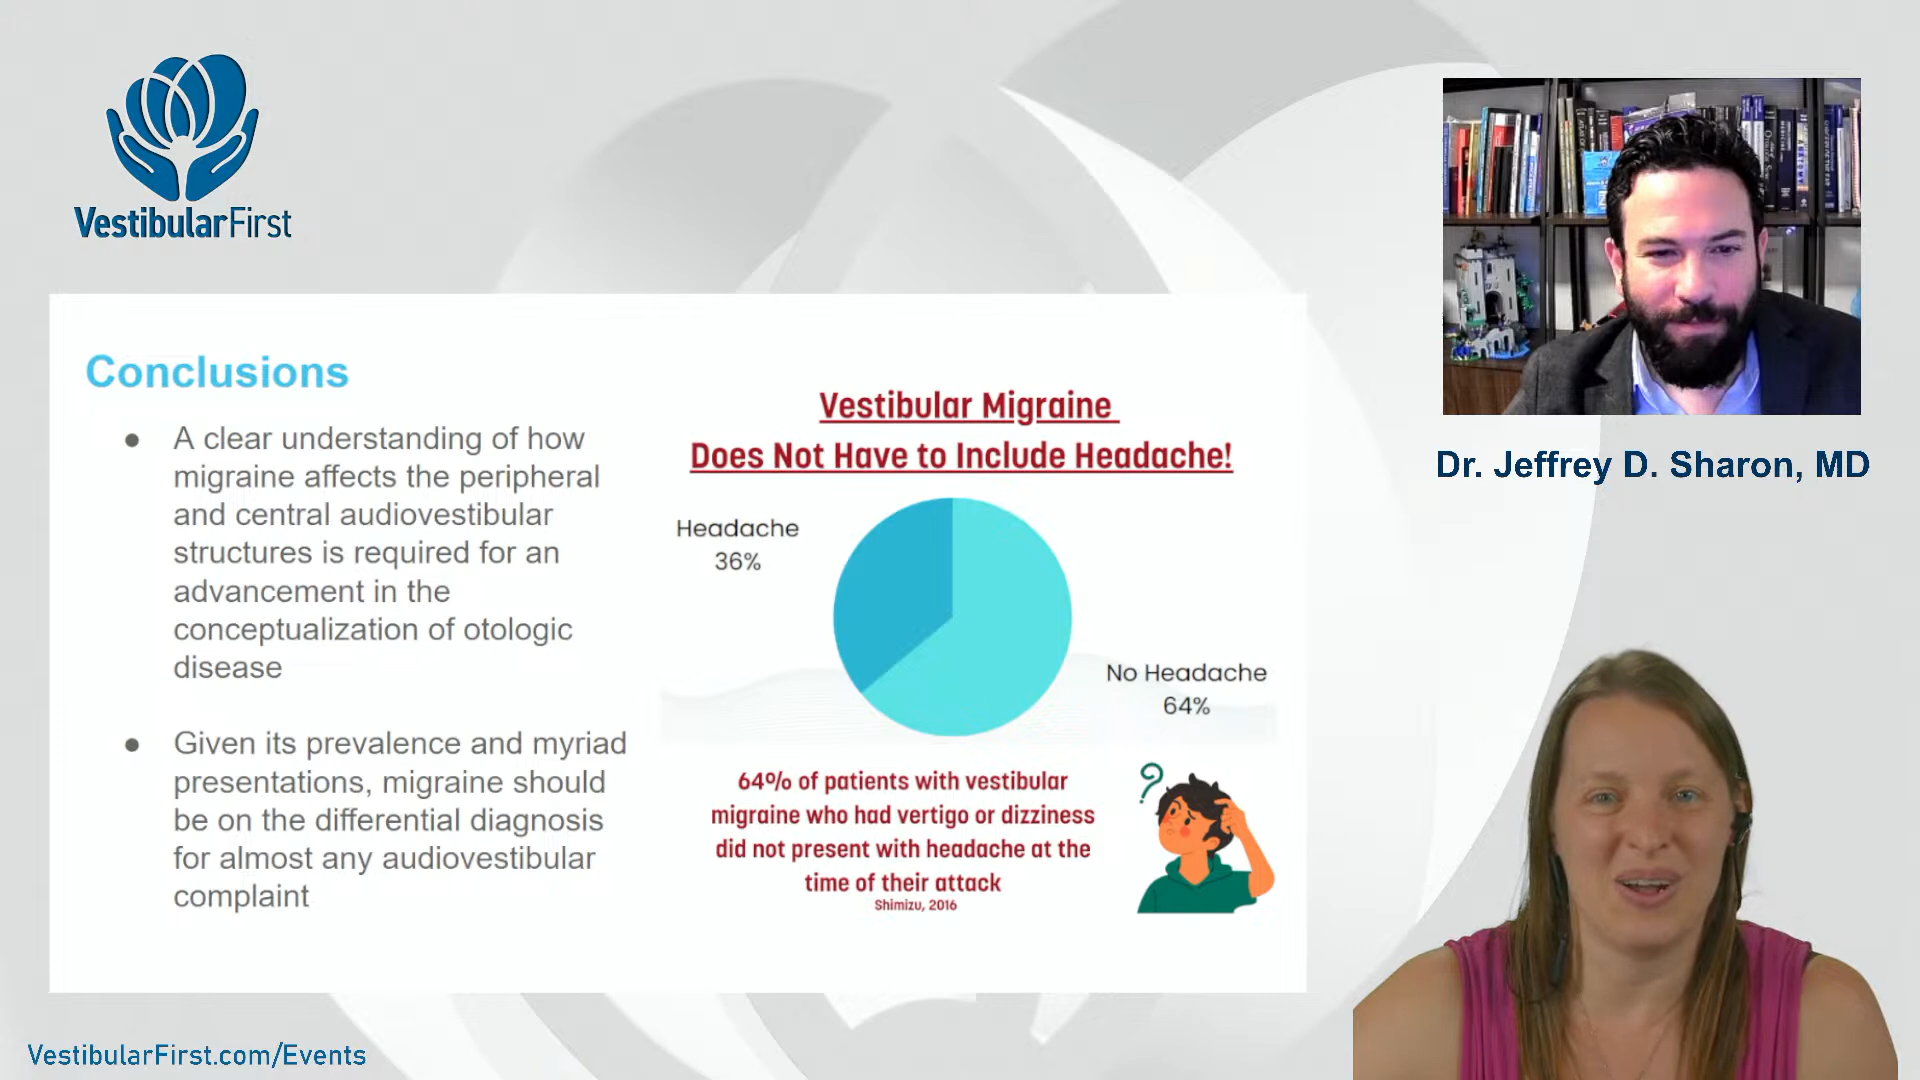 VestibularFirst
Conclusions
● A clear understanding of how
migraine affects the peripheral
and central audiovestibular
structures is required for an
advancement in the
conceptualization of otologic
disease
● Given its prevalence and myriad
presentations, migraine should
be on the differential diagnosis
for almost any audiovestibular
complaint
Vestibular Migraine
Does Not Have to Include Headache!
Headache
36%
No Headache
64%
64% of patients with vestibular
migraine who had vertigo or dizziness
did not present with headache at the
time of their attack
Shimizu, 2016
?
Dr. Jeffrey D. Sharon, MD
VestibularFirst.com/Events